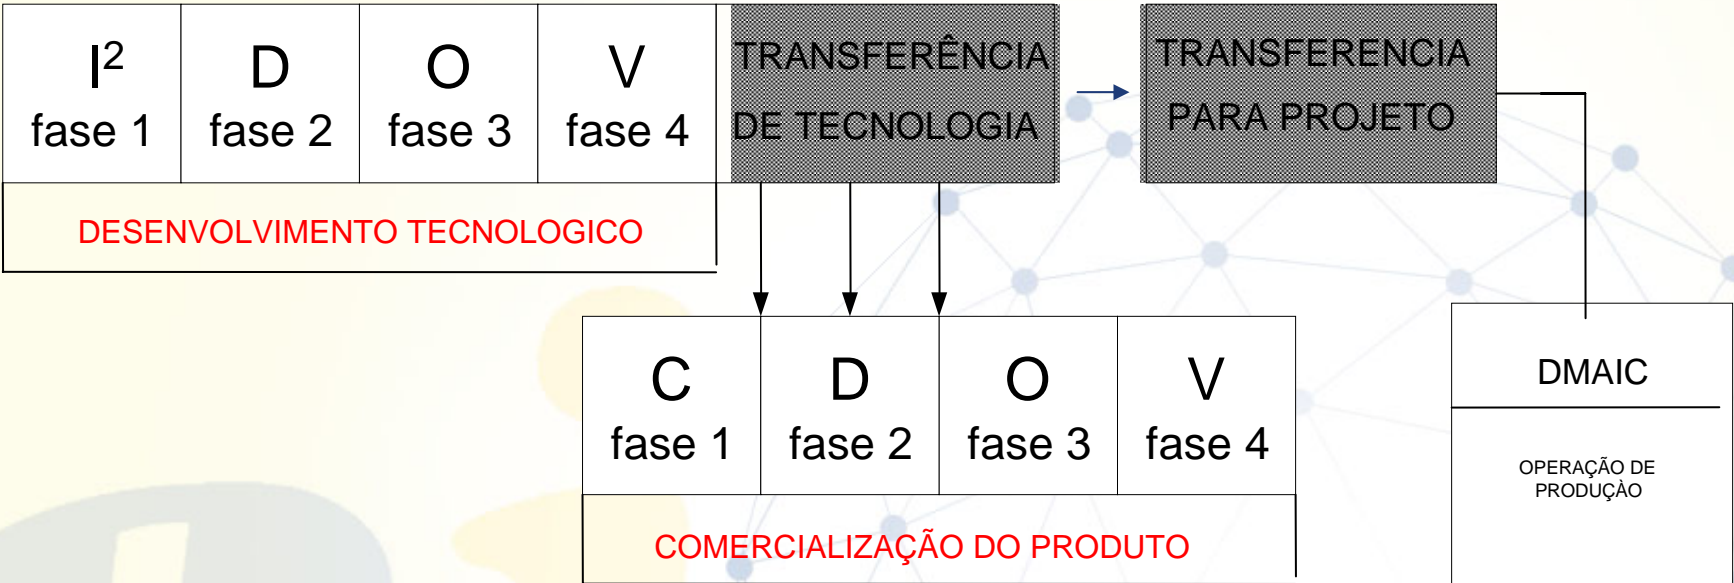 I² D O V
fase 1 fase 2 fase 3 fase 4
TRANSFERÊNCIA
DE TECNOLOGIA
TRANSFERENCIA
PARA PROJETO
DESENVOLVIMENTO TECNOLOGICO
C D O V
fase 1 fase 2 fase 3 fase 4
COMERCIALIZAÇÃO DO PRODUTO
DMAIC
OPERAÇÃO DE
PRODUÇÀO